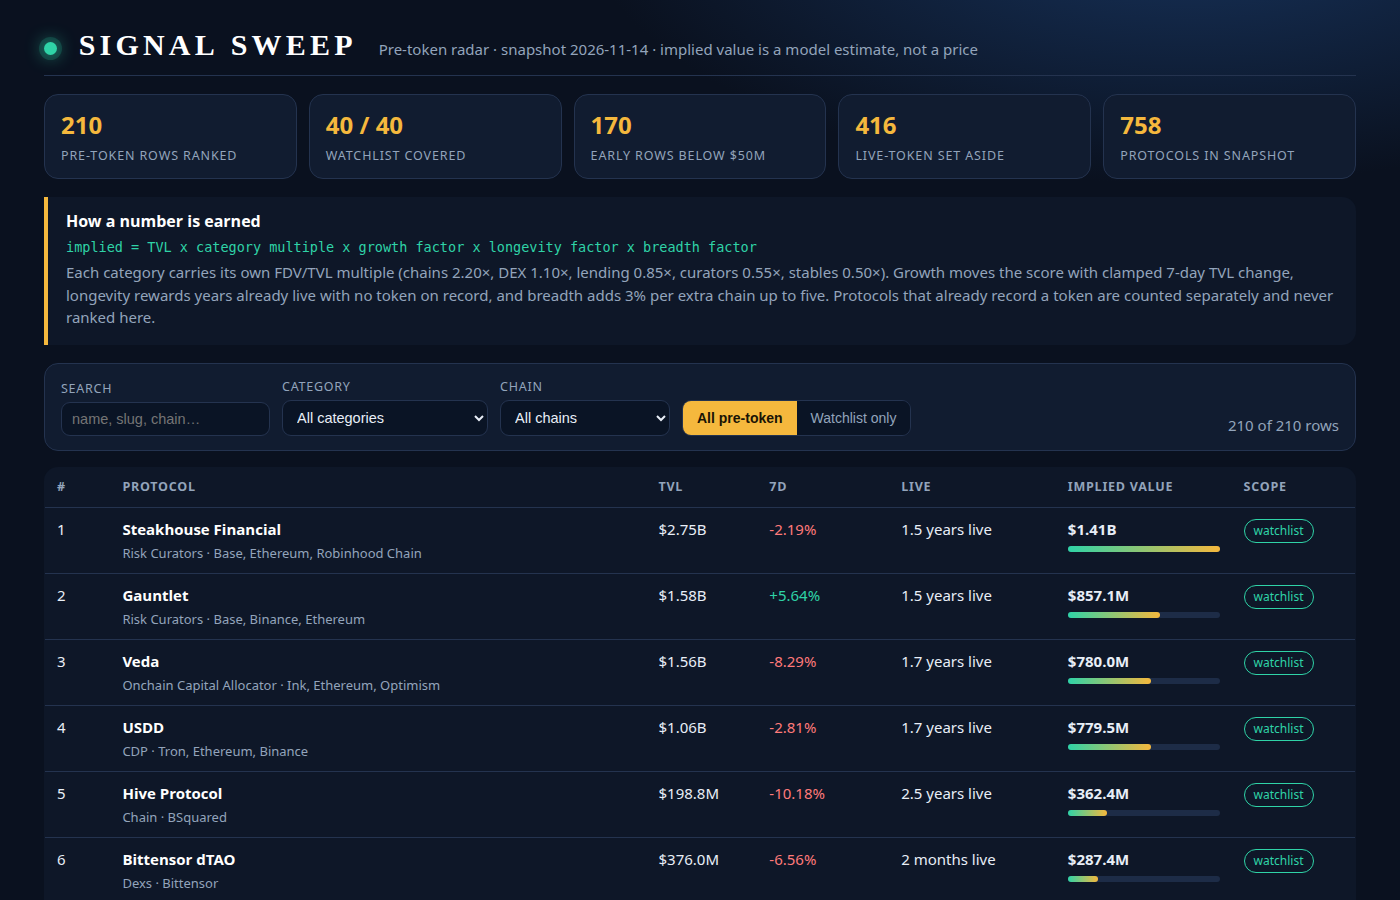 SIGNAL SWEEP
Pre-token radar · snapshot 2026-11-14 · implied value is a model estimate, not a price
210
PRE-TOKEN ROWS RANKED
40 / 40
WATCHLIST COVERED
170
EARLY ROWS BELOW $50M
416
LIVE-TOKEN SET ASIDE
758
PROTOCOLS IN SNAPSHOT
How a number is earned
implied = TVL x category multiple x growth factor x longevity factor x breadth factor
Each category carries its own FDV/TVL multiple (chains 2.20×, DEX 1.10×, lending 0.85×, curators 0.55×, stables 0.50×). Growth moves the score with clamped 7-day TVL change,
longevity rewards years already live with no token on record, and breadth adds 3% per extra chain up to five. Protocols that already record a token are counted separately and never
ranked here.
SEARCH
name, slug, chain…
CATEGORY
All categories
CHAIN
All chains
All pre-token
Watchlist only
210 of 210 rows
# PROTOCOL TVL 7D LIVE IMPLIED VALUE SCOPE
1 Steakhouse Financial $2.75B -2.19% 1.5 years live $1.41B watchlist
Risk Curators · Base, Ethereum, Robinhood Chain
2 Gauntlet $1.58B +5.64% 1.5 years live $857.1M watchlist
Risk Curators · Base, Binance, Ethereum
3 Veda $1.56B -8.29% 1.7 years live $780.0M watchlist
Onchain Capital Allocator · Ink, Ethereum, Optimism
4 USDD $1.06B -2.81% 1.7 years live $779.5M watchlist
CDP · Tron, Ethereum, Binance
5 Hive Protocol $198.8M -10.18% 2.5 years live $362.4M watchlist
Chain · BSquared
6 Bittensor dTAO $376.0M -6.56% 2 months live $287.4M watchlist
Dexs · Bittensor